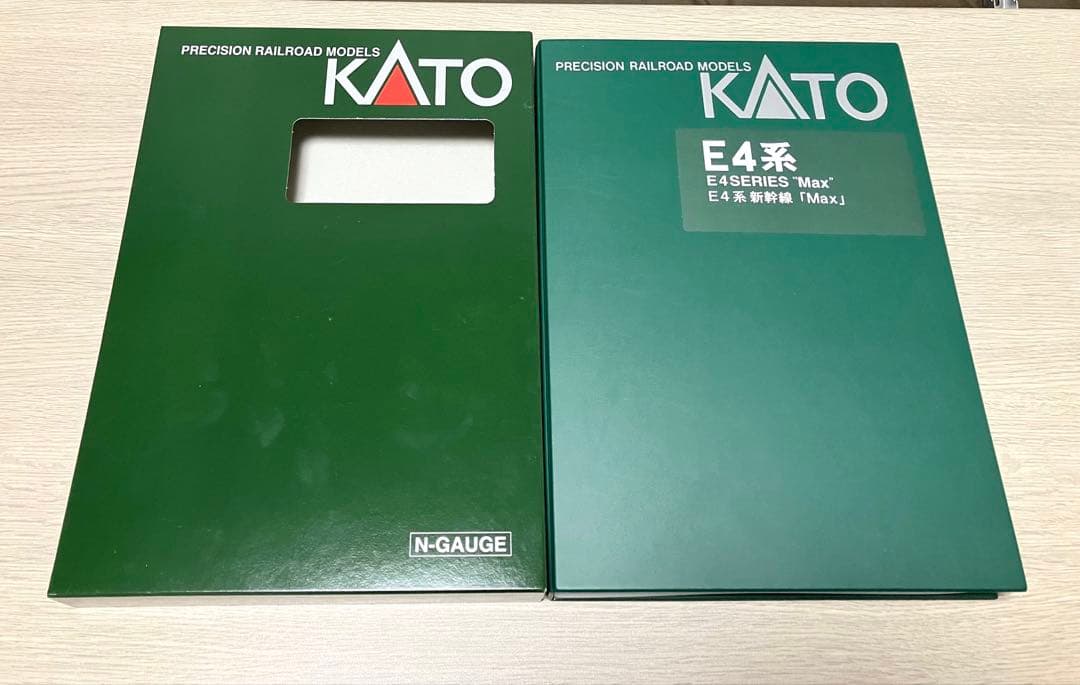 PRECISION RAILROAD MODELS
KATO
N-GAUGE
PRECISION RAILROAD MODELS
KATO
E4系
E4SERIES "Max"
E4系新幹線「Max」